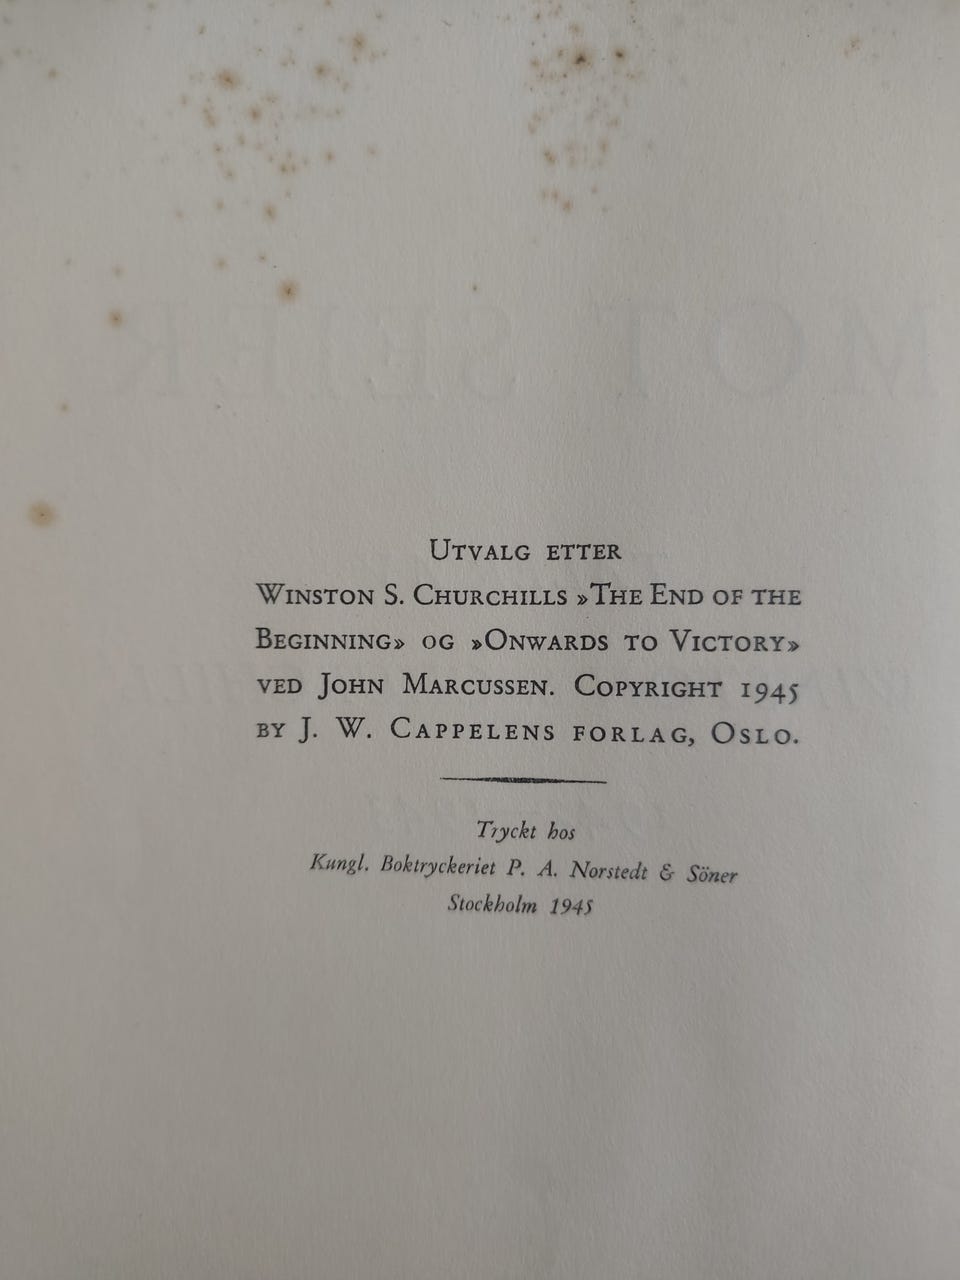 Utvalg etter
Winston S. Churchills »The End of the
Beginning» og »Onwards to Victory»
ved John Marcussen. Copyright 1945
by J. W. Cappelens forlag, Oslo.
Tryckt hos
Kungl. Boktryckeriet P. A. Norstedt & Söner
Stockholm 1945